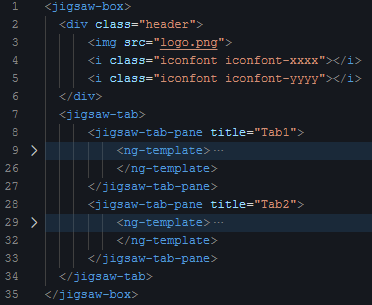 1 <jigsaw-box>
2 <div class="header">
3 <img src="logo.png">
4 <i class="iconfont iconfont-xxxx"></i>
5 <i class="iconfont iconfont-yyyy"></i>
6 </div>
7 <jigsaw-tab>
8 <jigsaw-tab-pane title="Tab1">
9 <ng-template>···
26 </ng-template>
27 </jigsaw-tab-pane>
28 <jigsaw-tab-pane title="Tab2">
29 <ng-template>···
32 </ng-template>
33 </jigsaw-tab-pane>
34 </jigsaw-tab>
35 </jigsaw-box>